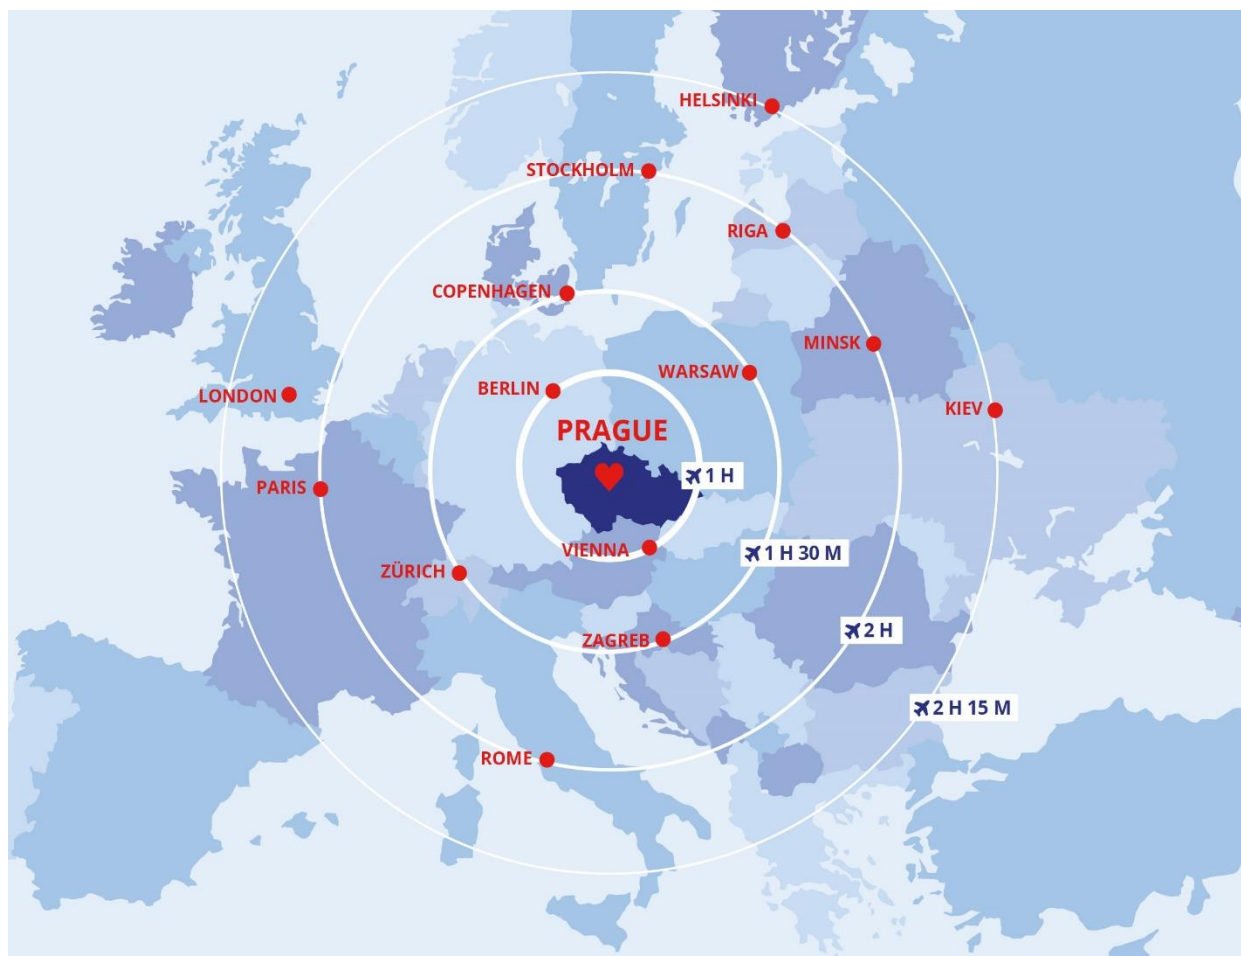 HELSINKI
STOCKHOLM
RIGA
COPENHAGEN
MINSK
WARSAW
BERLIN
LONDON
KIEV
PRAGUE
1 H
PARIS
VIENNA
1 H 30 M
ZÜRICH
2 H
ZAGREB
2 H 15 M
ROME